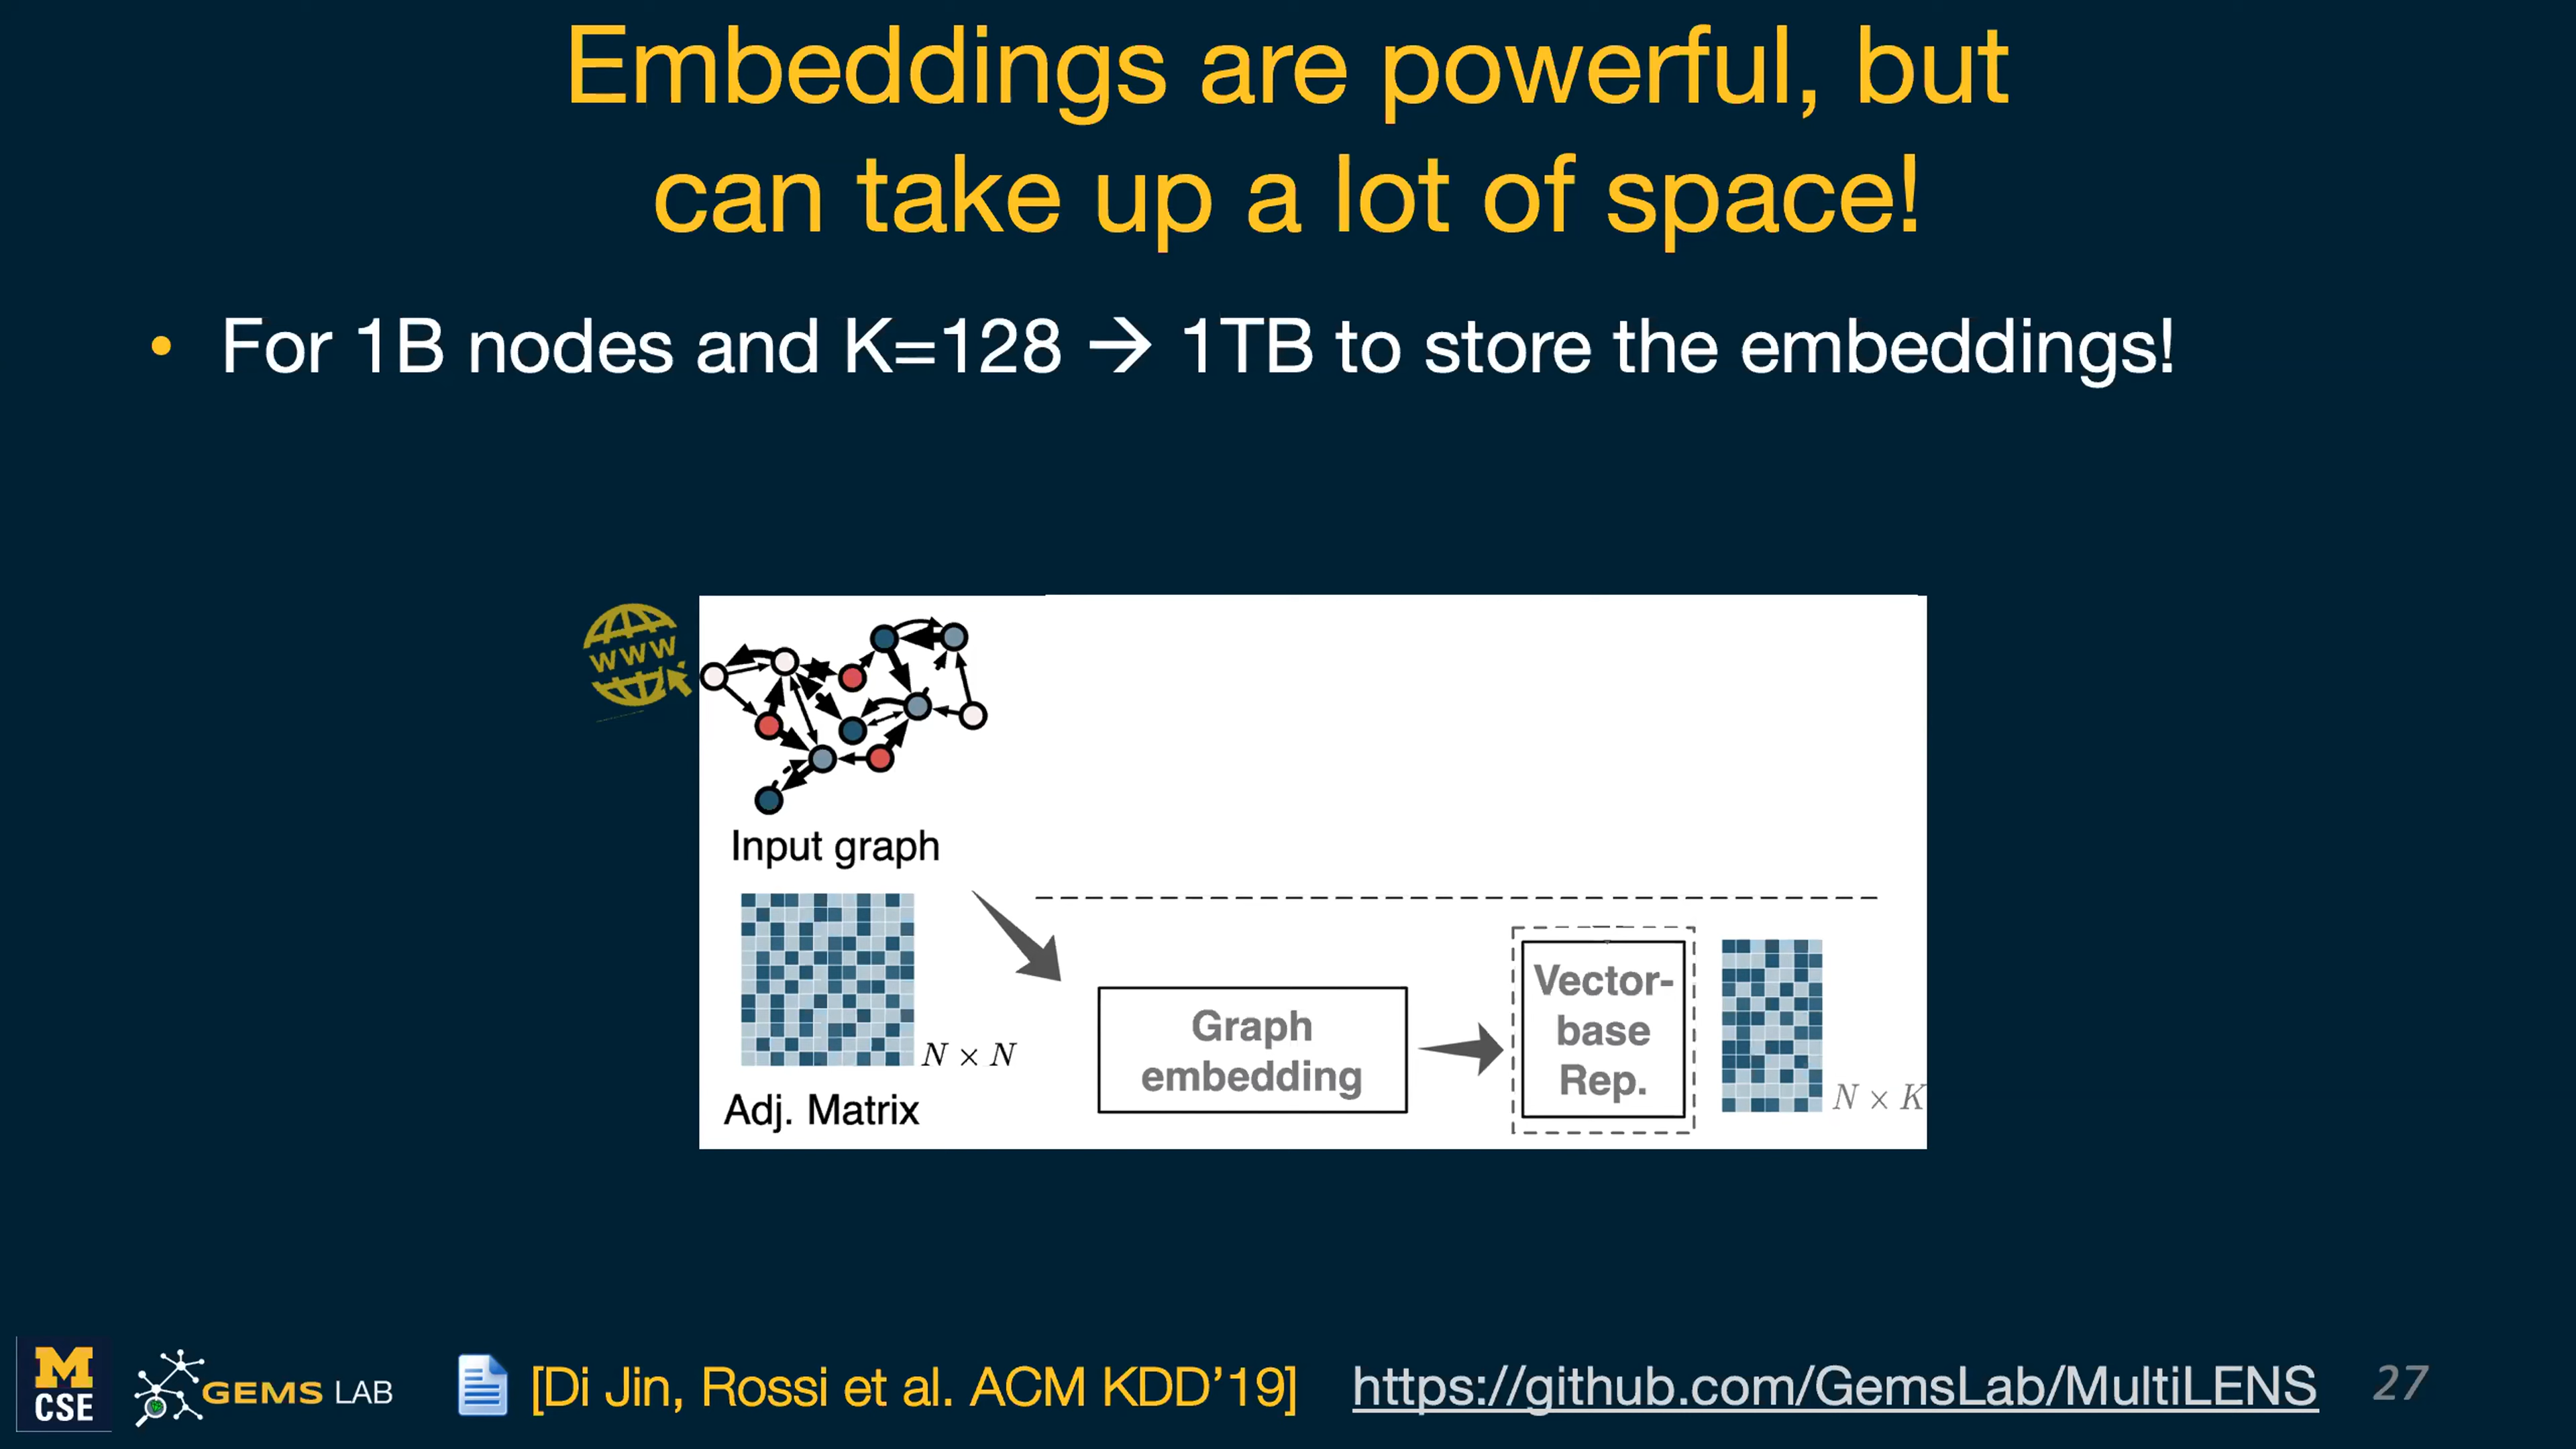 Embeddings are powerful, but
can take up a lot of space!
• For 1B nodes and K=128 → 1TB to store the embeddings!
WWW
Input graph
N × N
Adj. Matrix
Graph
embedding
Vector-
base
Rep.
N × K
M
CSE
GEMS LAB
[Di Jin, Rossi et al. ACM KDD’19]
https://github.com/GemsLab/MultiLENS
27